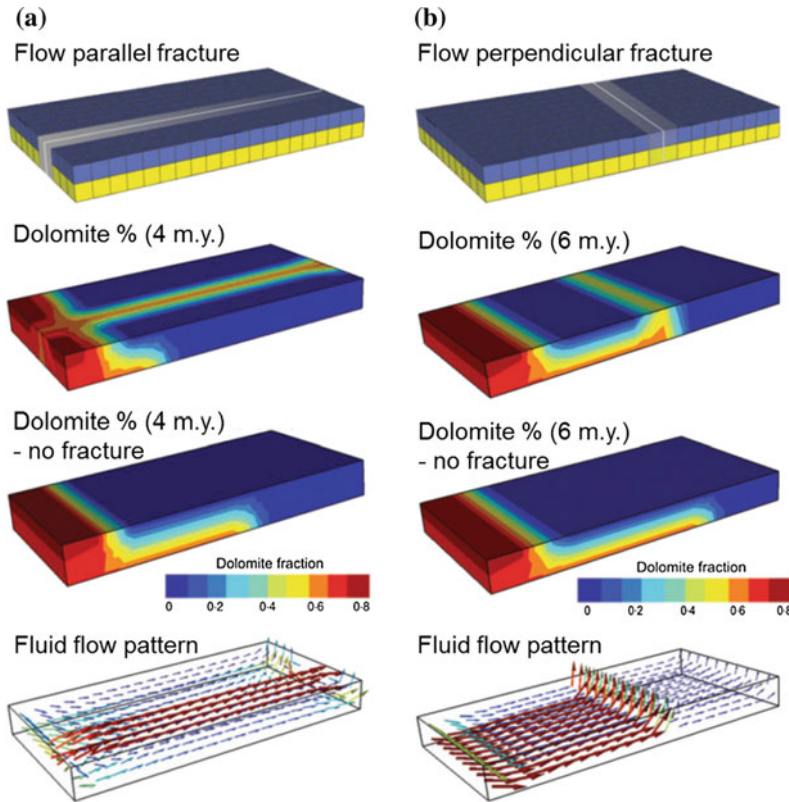 (a)
Flow parallel fracture
Dolomite % (4 m.y.)
Dolomite % (4 m.y.)
- no fracture
Dolomite fraction
0 0·2 0·4 0·6 0·8
Fluid flow pattern
(b)
Flow perpendicular fracture
Dolomite % (6 m.y.)
Dolomite % (6 m.y.)
- no fracture
Dolomite fraction
0 0·2 0·4 0·6 0·8
Fluid flow pattern